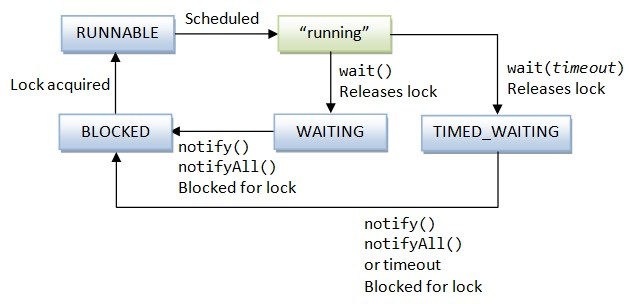 RUNNABLE
Scheduled
“running”
wait()
Releases lock
wait(timeout)
Releases lock
Lock acquired
BLOCKED
WAITING
TIMED_WAITING
notify()
notifyAll()
Blocked for lock
notify()
notifyAll()
or timeout
Blocked for lock